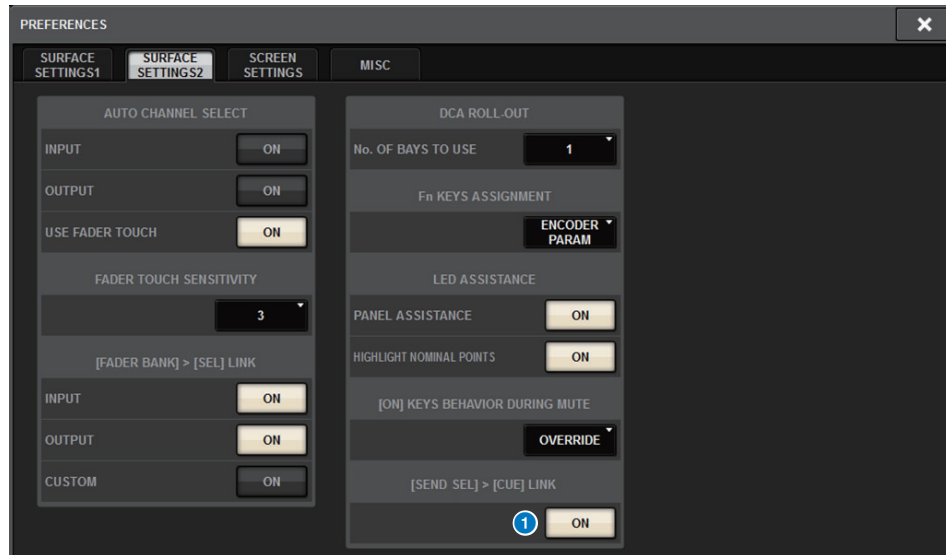 PREFERENCES
SURFACE
SETTINGS1
SURFACE
SETTINGS2
SCREEN
SETTINGS
MISC
AUTO CHANNEL SELECT
INPUT ON
OUTPUT ON
USE FADER TOUCH ON
FADER TOUCH SENSITIVITY
3
[FADER BANK] > [SEL] LINK
INPUT ON
OUTPUT ON
CUSTOM ON
DCA ROLL-OUT
No. OF BAYS TO USE 1
Fn KEYS ASSIGNMENT
ENCODER
PARAM
LED ASSISTANCE
PANEL ASSISTANCE ON
HIGHLIGHT NOMINAL POINTS ON
[ON] KEYS BEHAVIOR DURING MUTE
OVERRIDE
[SEND SEL] > [CUE] LINK
1 ON